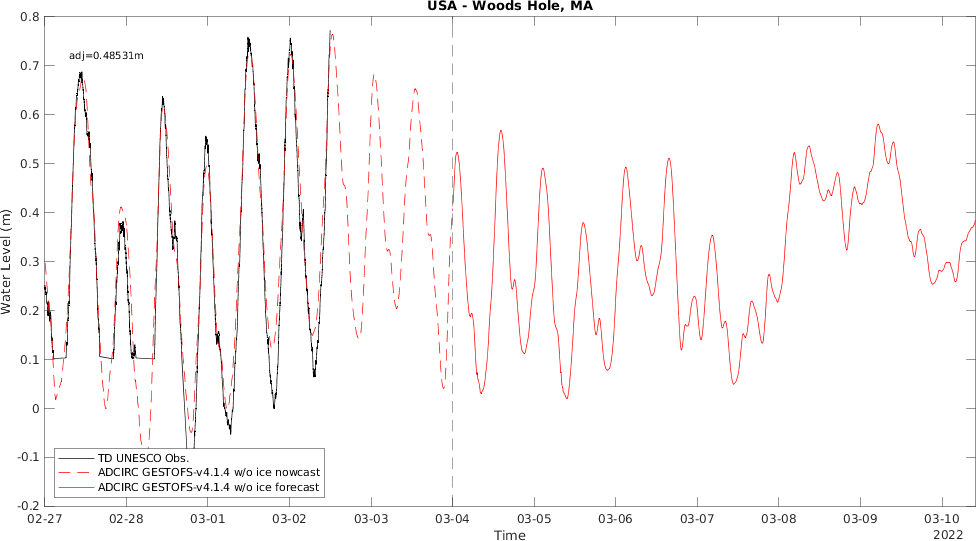 USA - Woods Hole, MA
0.8
adj=0.48531m
0.7
0.6
0.5
0.4
0.3
0.2
0.1
0
-0.1
-0.2
Water Level (m)
TD UNESCO Obs.
ADCIRC GESTOFS-v4.1.4 w/o ice nowcast
ADCIRC GESTOFS-v4.1.4 w/o ice forecast
02-27 02-28 03-01 03-02 03-03 03-04 03-05 03-06 03-07 03-08 03-09 03-10
Time
2022